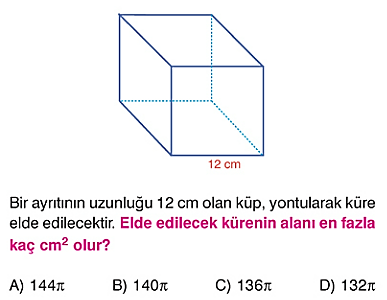 12 cm
Bir ayrıtının uzunluğu 12 cm olan küp, yontularak küre
elde edilecektir. Elde edilecek kürenin alanı en fazla
kaç cm² olur?
A) 144π B) 140π C) 136π D) 132π